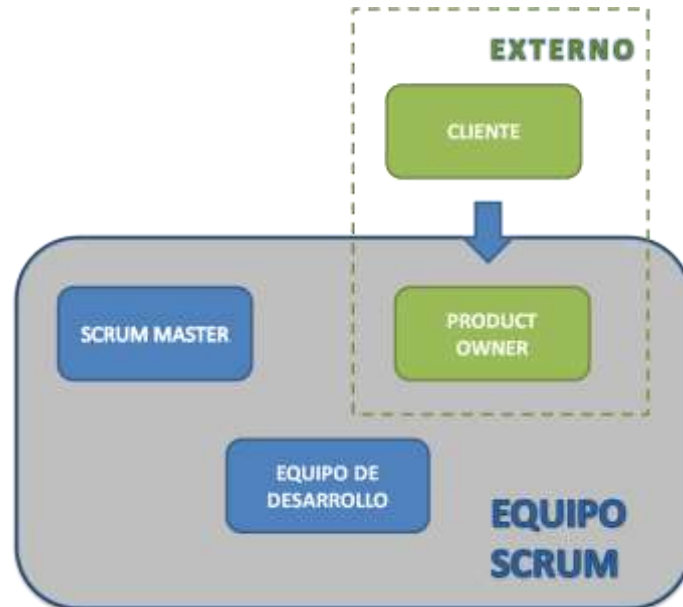 EXTERNO
CLIENTE
SCRUM MASTER
PRODUCT
OWNER
EQUIPO DE
DESARROLLO
EQUIPO
SCRUM